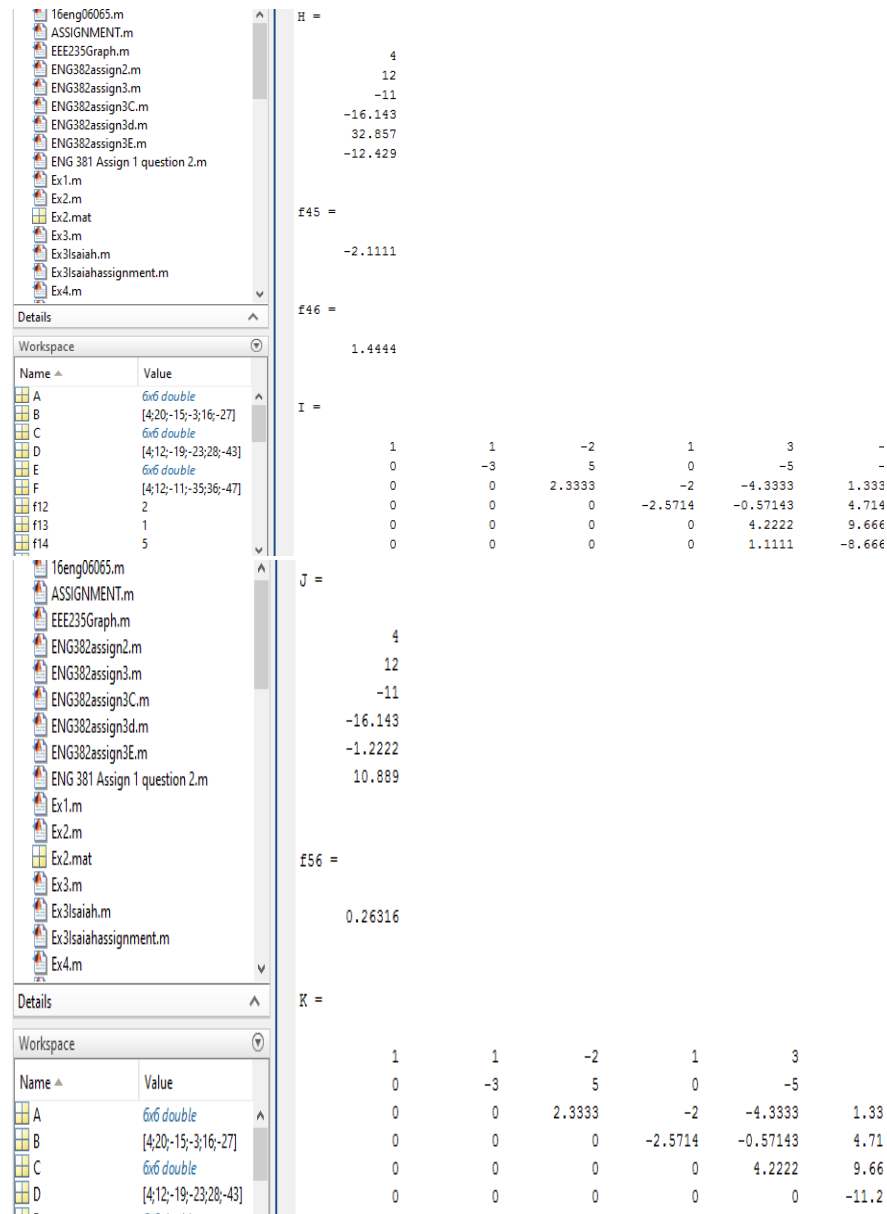 16eng06065.m
ASSIGNMENT.m
EEE235Graph.m
ENG382assign2.m
ENG382assign3.m
ENG382assign3C.m
ENG382assign3d.m
ENG382assign3E.m
ENG 381 Assign 1 question 2.m
Ex1.m
Ex2.m
Ex2.mat
Ex3.m
Ex3Isaiah.m
Ex3Isaiahassignment.m
Ex4.m
Details
Workspace
Name Value
A 6x6 double
B [4;20;-15;-3;16;-27]
C 6x6 double
D [4;12;-19;-23;28;-43]
E 6x6 double
F [4;12;-11;-35;36;-47]
f12 2
f13 1
f14 5
H =
4
12
-11
-16.143
32.857
-12.429
f45 =
-2.1111
f46 =
1.4444
I =
1 1 -2 1 3 -
0 -3 5 0 -5 -
0 0 2.3333 -2 -4.3333 1.333
0 0 0 -2.5714 -0.57143 4.714
0 0 0 0 4.2222 9.666
0 0 0 0 1.1111 -8.666
16eng06065.m
ASSIGNMENT.m
EEE235Graph.m
ENG382assign2.m
ENG382assign3.m
ENG382assign3C.m
ENG382assign3d.m
ENG382assign3E.m
ENG 381 Assign 1 question 2.m
Ex1.m
Ex2.m
Ex2.mat
Ex3.m
Ex3Isaiah.m
Ex3Isaiahassignment.m
Ex4.m
Details
Workspace
Name Value
A 6x6 double
B [4;20;-15;-3;16;-27]
C 6x6 double
D [4;12;-19;-23;28;-43]
J =
4
12
-11
-16.143
-1.2222
10.889
f56 =
0.26316
K =
1 1 -2 1 3
0 -3 5 0 -5
0 0 2.3333 -2 -4.3333 1.33
0 0 0 -2.5714 -0.57143 4.71
0 0 0 0 4.2222 9.66
0 0 0 0 0 -11.2